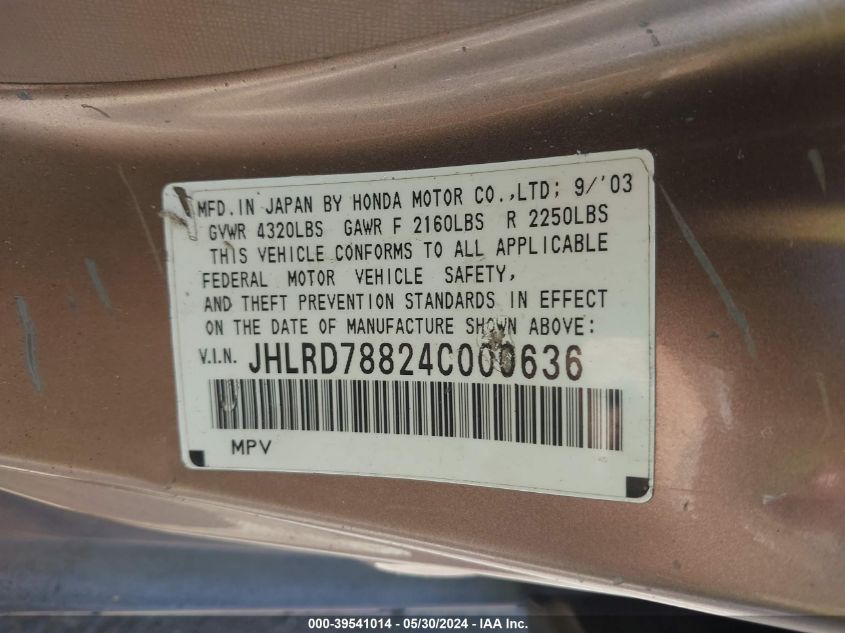 MFD.IN JAPAN BY HONDA MOTOR CO.,LTD; 9/'03
GVWR 4320LBS GAWR F 2160LBS R 2250LBS
THIS VEHICLE CONFORMS TO ALL APPLICABLE
FEDERAL MOTOR VEHICLE SAFETY,
AND THEFT PREVENTION STANDARDS IN EFFECT
ON THE DATE OF MANUFACTURE SHOWN ABOVE:
V.I.N. JHLRD78824C000636
MPV
000-39541014 - 05/30/2024 - IAA Inc.